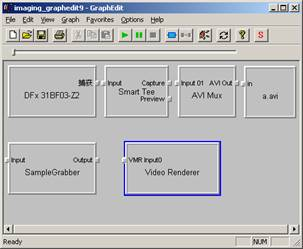 imaging_graphedit9 - GraphEdit
File Edit View Graph Favorites Options Help
S
捕获 Input Capture Input 01 AVI Out in
DFx 31BF03-Z2 Smart Tee AVI Mux a.avi
Preview
Input Output VMR Input0
SampleGrabber Video Renderer
Ready NUM